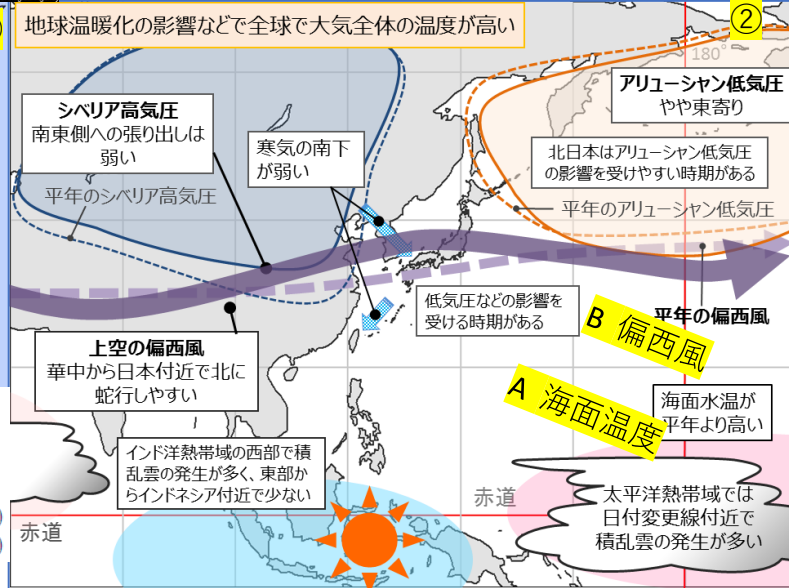 地球温暖化の影響などで全球で大気全体の温度が高い
②
180°
シベリア高気圧
南東側への張り出しは
弱い
平年のシベリア高気圧
寒気の南下
が弱い
アリューシャン低気圧
やや東寄り
北日本はアリューシャン低気圧
の影響を受けやすい時期がある
平年のアリューシャン低気圧
低気圧などの影響を
受ける時期がある
B 偏西風
平年の偏西風
上空の偏西風
華中から日本付近で北に
蛇行しやすい
A 海面温度
海面水温が
平年より高い
インド洋熱帯域の西部で積
乱雲の発生が多く、東部か
らインドネシア付近で少ない
赤道
赤道
太平洋熱帯域では
日付変更線付近で
積乱雲の発生が多い